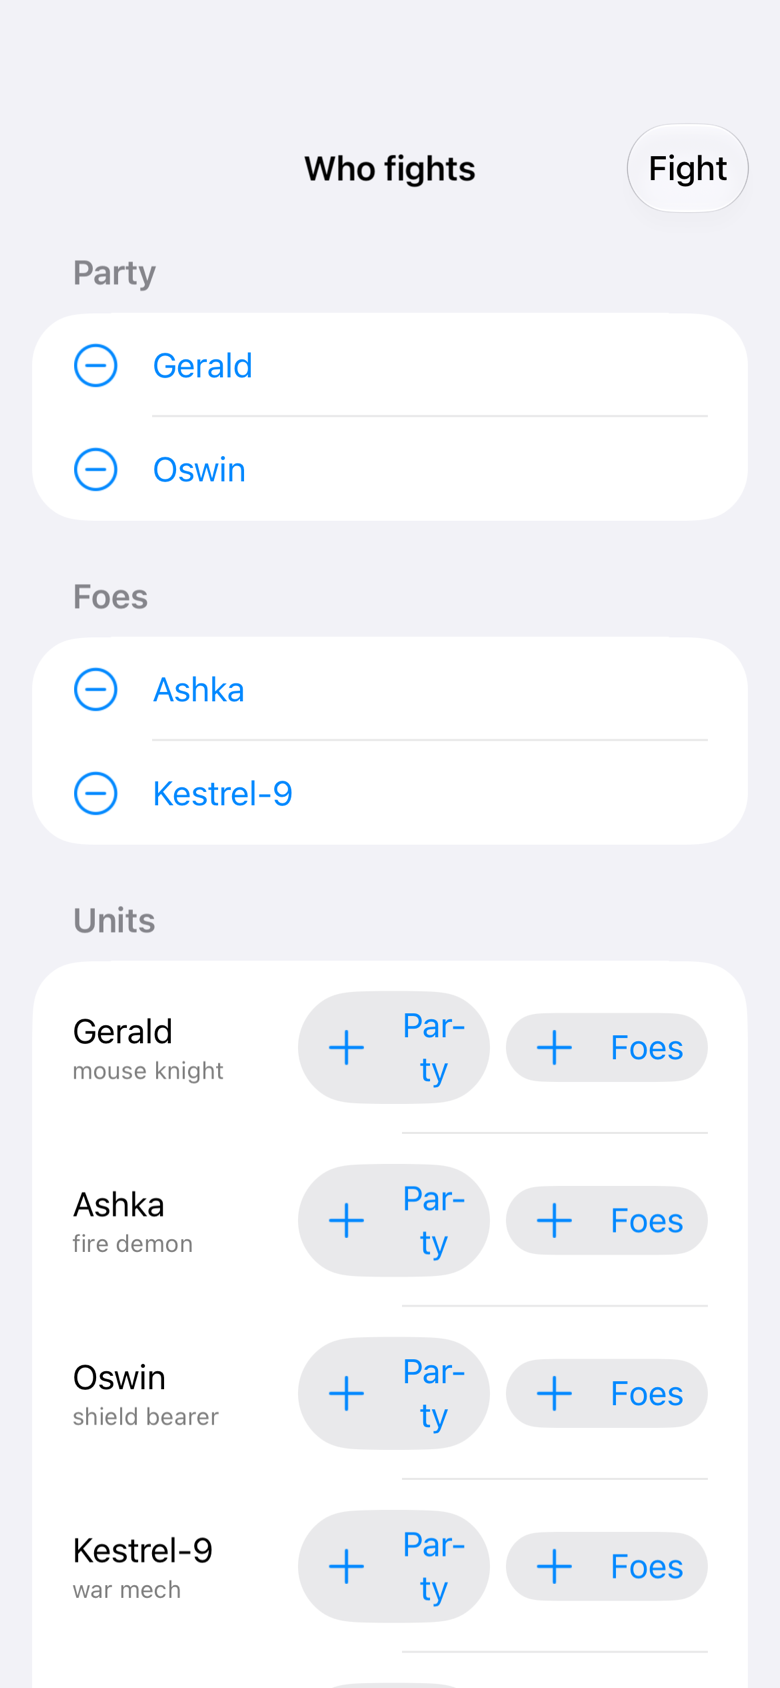 Who fights
Fight
Party
Gerald
Oswin
Foes
Ashka
Kestrel-9
Units
Gerald
mouse knight
Par-
ty
Foes
Ashka
fire demon
Par-
ty
Foes
Oswin
shield bearer
Par-
ty
Foes
Kestrel-9
war mech
Par-
ty
Foes